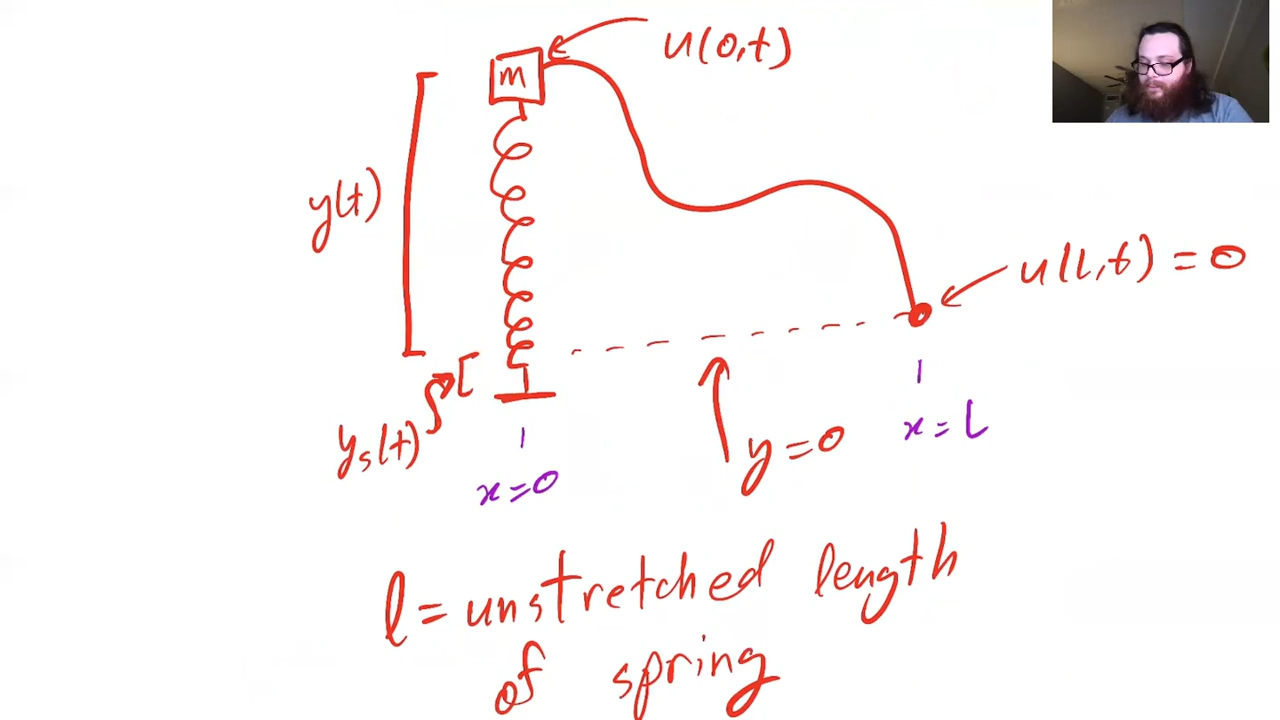 m
u(0,t)
y(t)
u(L,t) = 0
y_s(t)
x=0
y=0
x=L
l = unstretched length
of spring